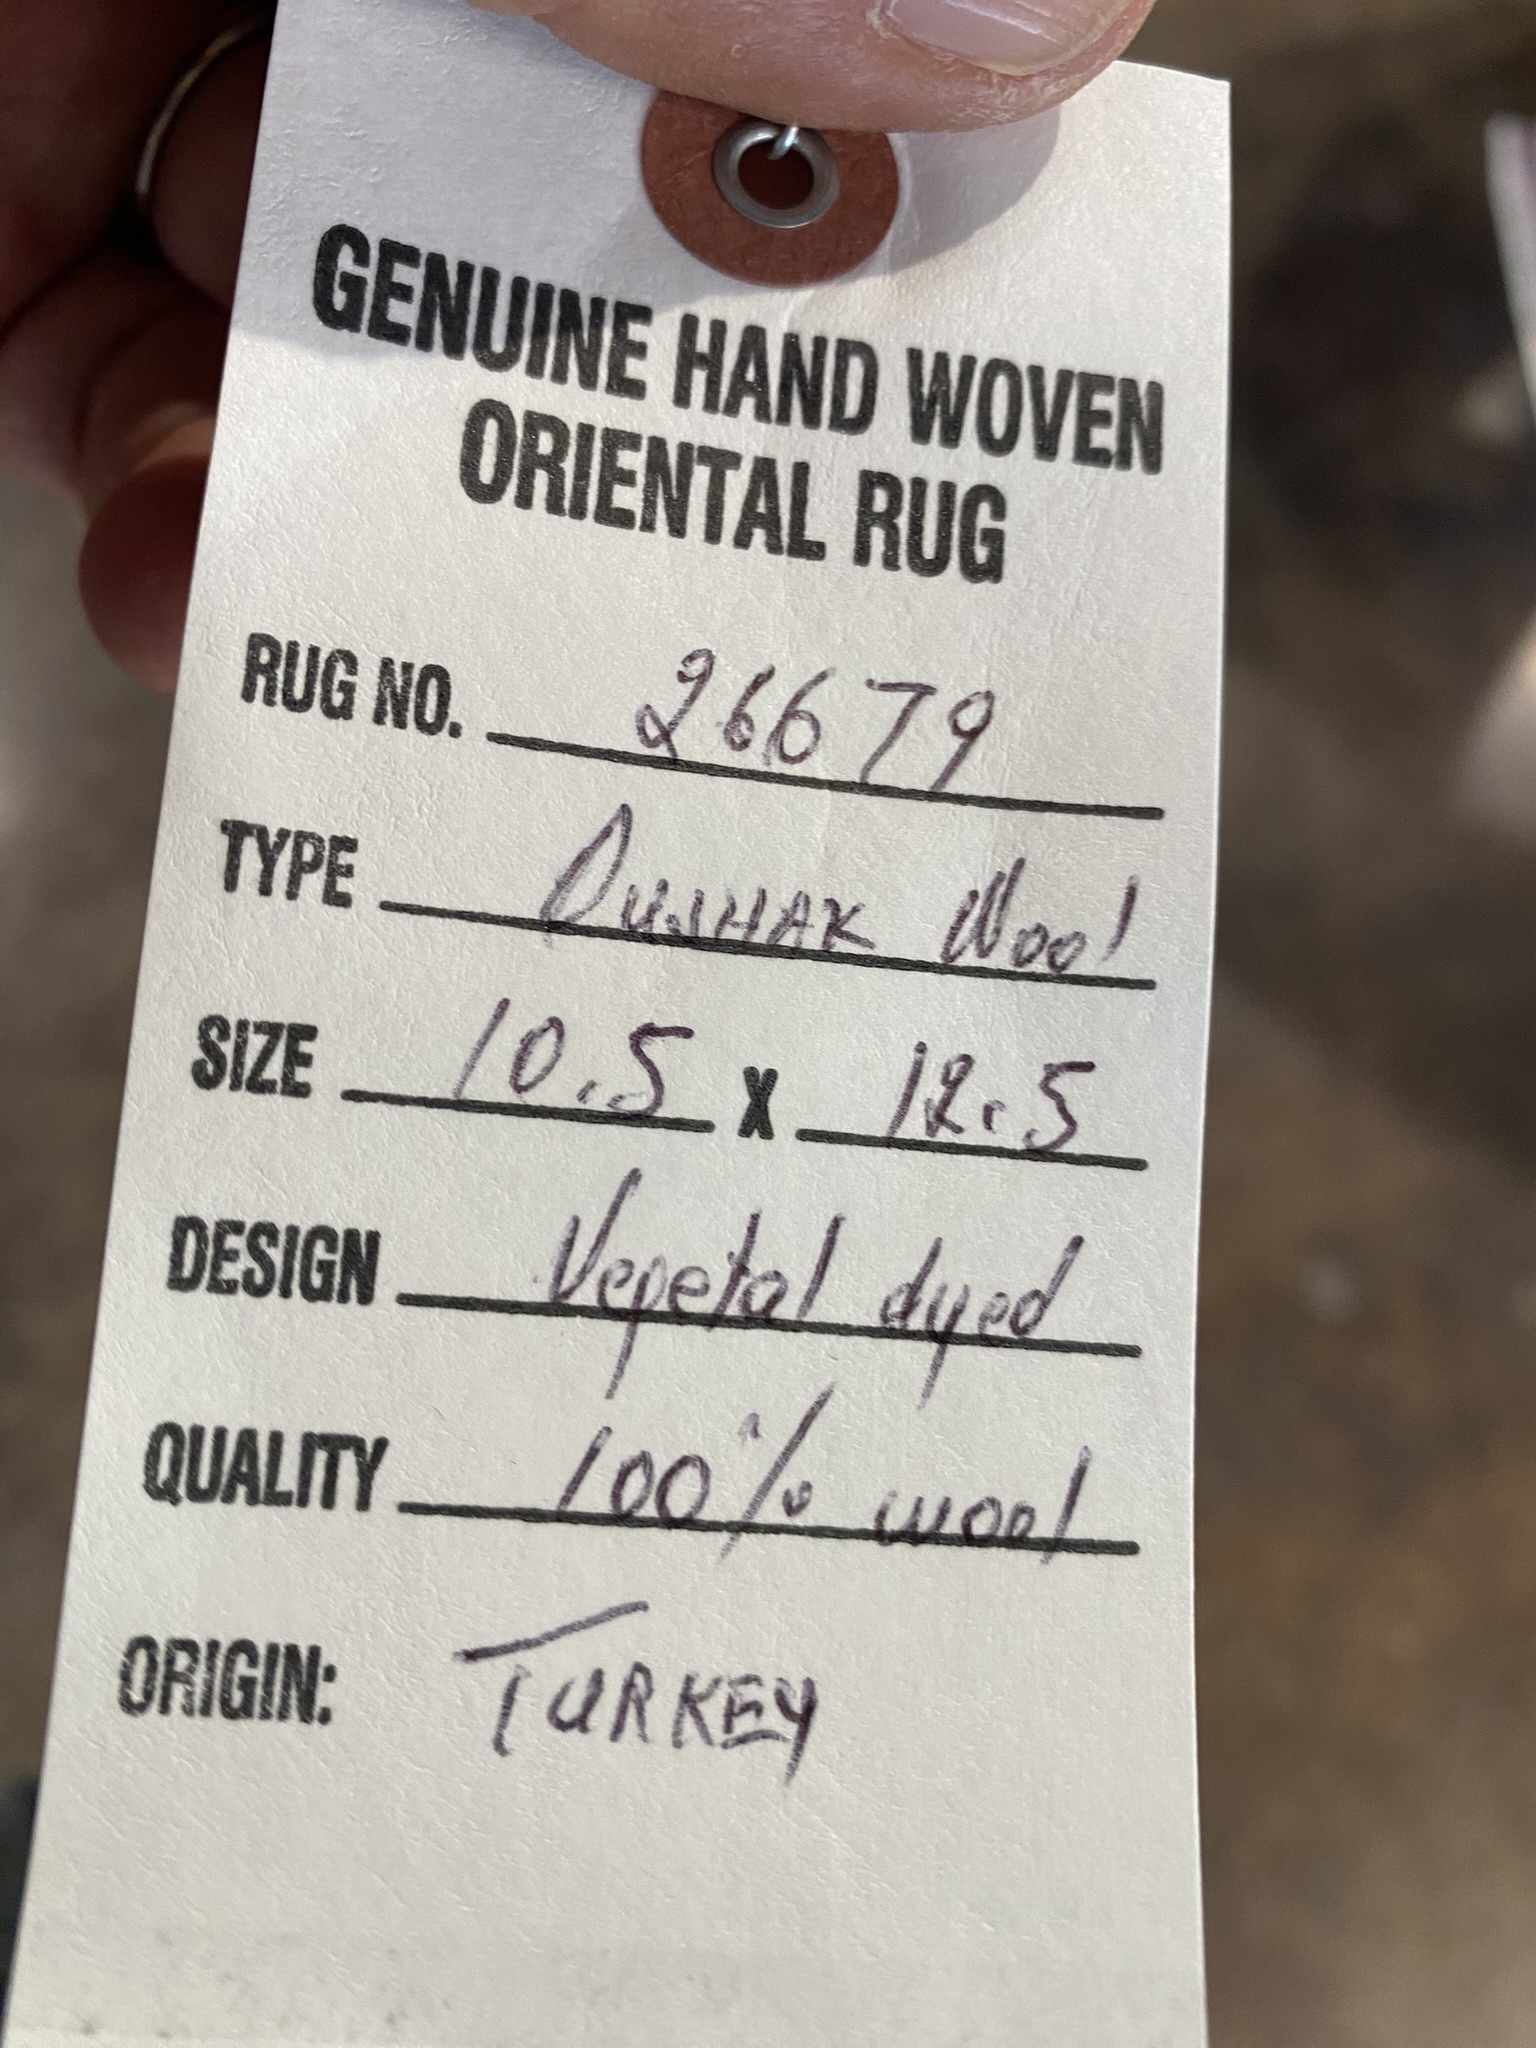 GENUINE HAND WOVEN
ORIENTAL RUG
RUG NO. 26679
TYPE Oushak Wool
SIZE 10.5 X 12.5
DESIGN Vegetal dyed
QUALITY 100% wool
ORIGIN: TURKEY